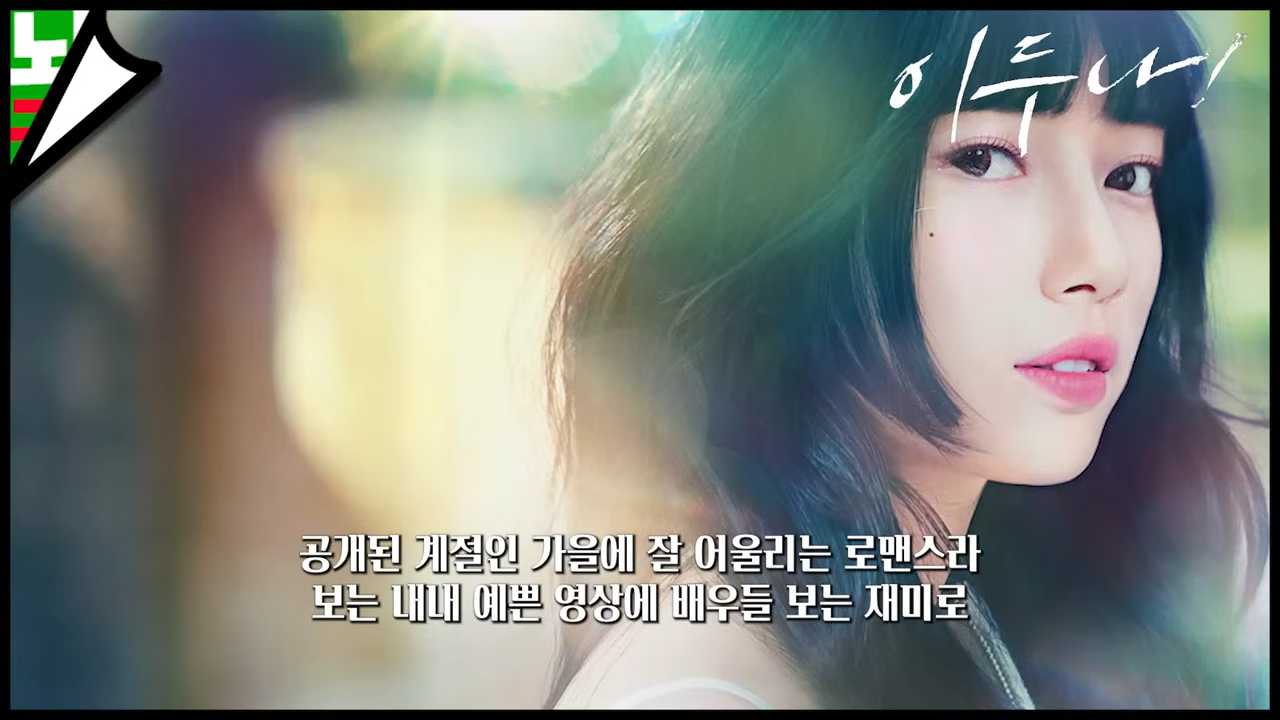 이두나!
공개된 계절인 가을에 잘 어울리는 로맨스라
보는 내내 예쁜 영상에 배우들 보는 재미로